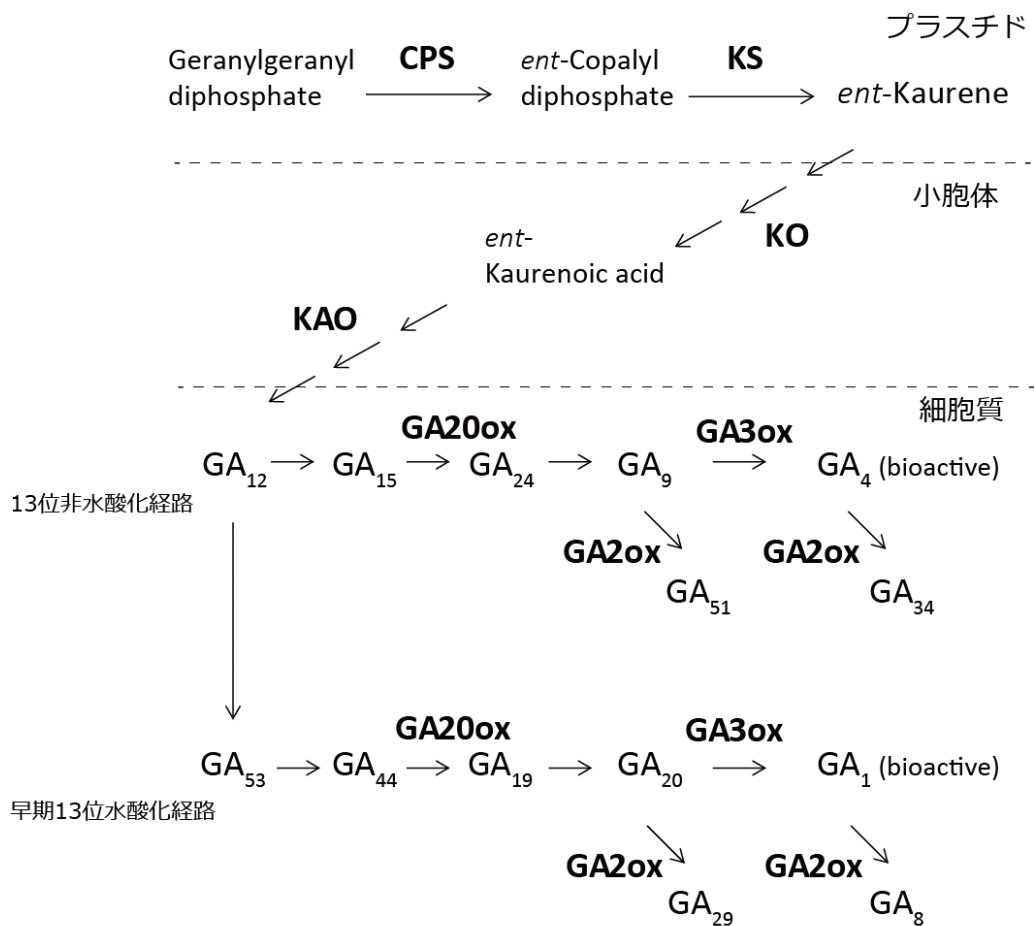 プラスチド
CPS
KS
Geranylgeranyl
diphosphate
ent-Copalyl
diphosphate
ent-Kaurene
小胞体
KO
ent-
Kaurenoic acid
KAO
細胞質
GA20ox
GA3ox
GA12
GA15
GA24
GA9
GA4 (bioactive)
13位非水酸化経路
GA2ox
GA2ox
GA51
GA34
GA20ox
GA3ox
GA53
GA44
GA19
GA20
GA1 (bioactive)
早期13位水酸化経路
GA2ox
GA2ox
GA29
GA8